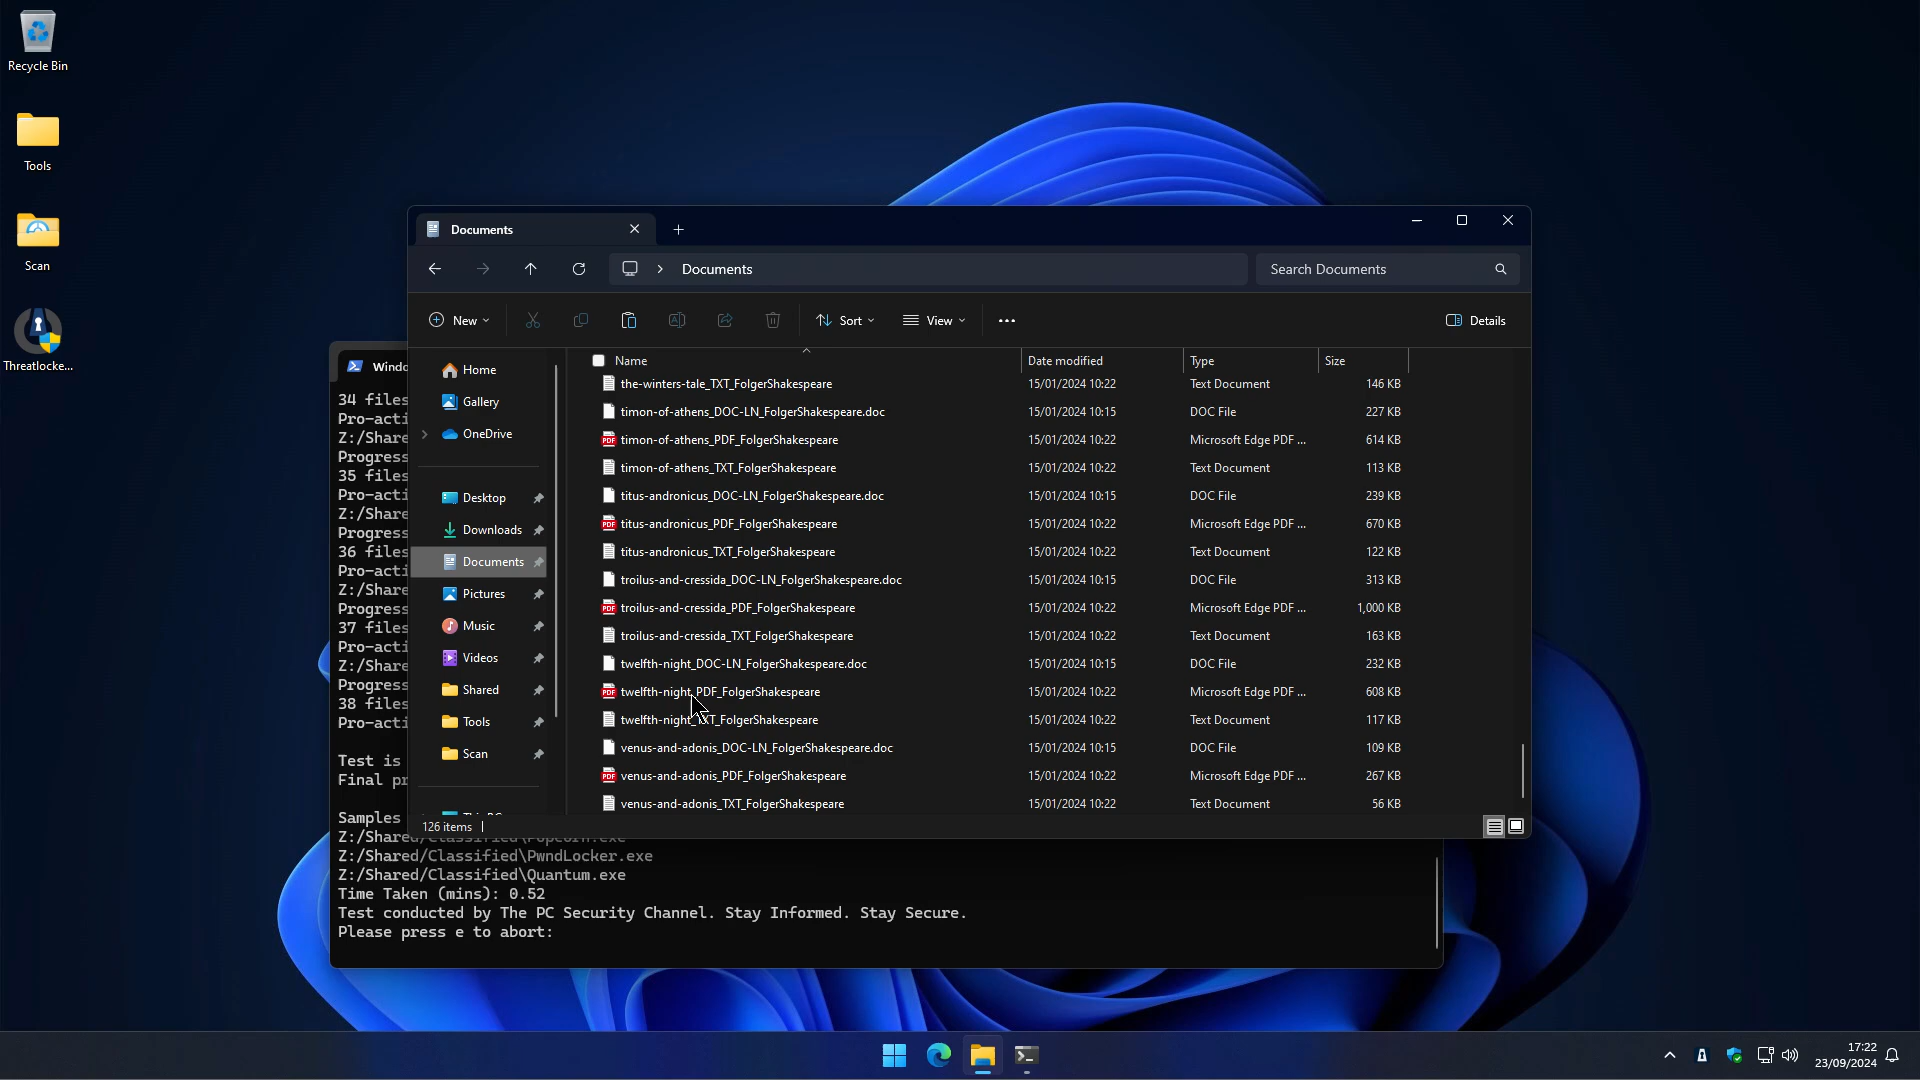 Recycle Bin
Tools
Scan
Threatlocke...
Documents
Documents
Search Documents
New
Sort
View
Details
Home
Gallery
OneDrive
Desktop
Downloads
Documents
Pictures
Music
Videos
Shared
Tools
Scan
Name Date modified Type Size
the-winters-tale_TXT_FolgerShakespeare 15/01/2024 10:22 Text Document 146 KB
timon-of-athens_DOC-LN_FolgerShakespeare.doc 15/01/2024 10:15 DOC File 227 KB
timon-of-athens_PDF_FolgerShakespeare 15/01/2024 10:22 Microsoft Edge PDF ... 614 KB
timon-of-athens_TXT_FolgerShakespeare 15/01/2024 10:22 Text Document 113 KB
titus-andronicus_DOC-LN_FolgerShakespeare.doc 15/01/2024 10:15 DOC File 239 KB
titus-andronicus_PDF_FolgerShakespeare 15/01/2024 10:22 Microsoft Edge PDF ... 670 KB
titus-andronicus_TXT_FolgerShakespeare 15/01/2024 10:22 Text Document 122 KB
troilus-and-cressida_DOC-LN_FolgerShakespeare.doc 15/01/2024 10:15 DOC File 313 KB
troilus-and-cressida_PDF_FolgerShakespeare 15/01/2024 10:22 Microsoft Edge PDF ... 1,000 KB
troilus-and-cressida_TXT_FolgerShakespeare 15/01/2024 10:22 Text Document 163 KB
twelfth-night_DOC-LN_FolgerShakespeare.doc 15/01/2024 10:15 DOC File 232 KB
twelfth-night_PDF_FolgerShakespeare 15/01/2024 10:22 Microsoft Edge PDF ... 608 KB
twelfth-night_TXT_FolgerShakespeare 15/01/2024 10:22 Text Document 117 KB
venus-and-adonis_DOC-LN_FolgerShakespeare.doc 15/01/2024 10:15 DOC File 109 KB
venus-and-adonis_PDF_FolgerShakespeare 15/01/2024 10:22 Microsoft Edge PDF ... 267 KB
venus-and-adonis_TXT_FolgerShakespeare 15/01/2024 10:22 Text Document 56 KB
126 items
Windo
34 files
Pro-acti
Z:/Share
Progress
35 files
Pro-acti
Z:/Share
Progress
36 files
Pro-acti
Z:/Share
Progress
37 files
Pro-acti
Z:/Share
Progress
38 files
Pro-acti
Test is
Final pr
Samples
Z:/Shared/Classified\Popcorn.exe
Z:/Shared/Classified\PwndLocker.exe
Z:/Shared/Classified\Quantum.exe
Time Taken (mins): 0.52
Test conducted by The PC Security Channel. Stay Informed. Stay Secure.
Please press e to abort:
17:22
23/09/2024